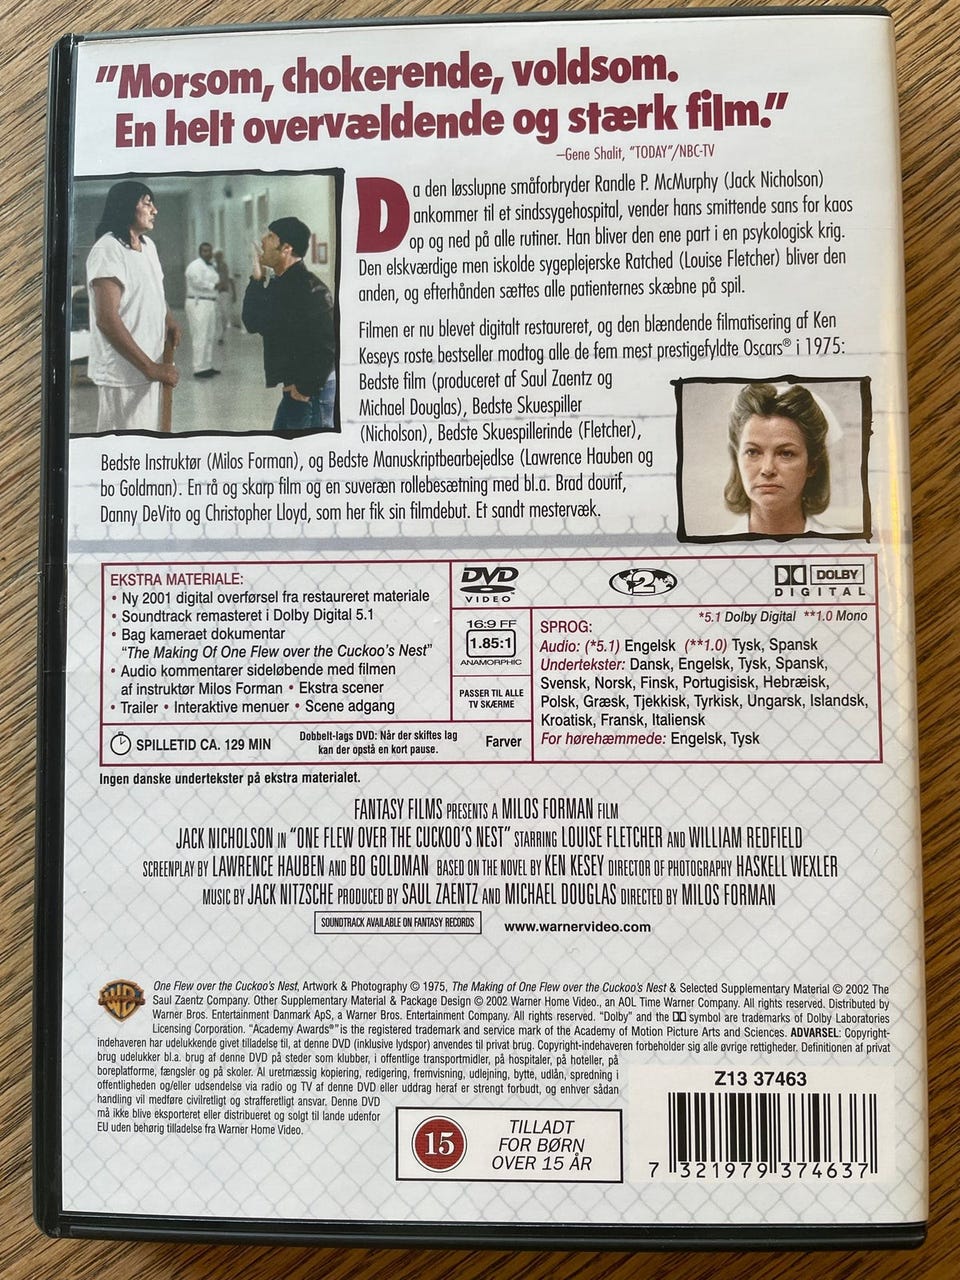 "Morsom, chokerende, voldsom.
En helt overvældende og stærk film."
–Gene Shalit, "TODAY"/NBC-TV
Da den løsslupne småforbryder Randle P. McMurphy (Jack Nicholson)
ankommer til et sindssygehospital, vender hans smittende sans for kaos
op og ned på alle rutiner. Han bliver den ene part i en psykologisk krig.
Den elskværdige men iskolde sygeplejerske Ratched (Louise Fletcher) bliver den
anden, og efterhånden sættes alle patienternes skæbne på spil.
Filmen er nu blevet digitalt restaureret, og den blændende filmatisering af Ken
Keseys roste bestseller modtog alle de fem mest prestigefyldte Oscars® i 1975:
Bedste film (produceret af Saul Zaentz og
Michael Douglas), Bedste Skuespiller
(Nicholson), Bedste Skuespillerinde (Fletcher),
Bedste Instruktør (Milos Forman), og Bedste Manuskriptbearbejedlse (Lawrence Hauben og
bo Goldman). En rå og skarp film og en suveræn rollebesætning med bl.a. Brad dourif,
Danny DeVito og Christopher Lloyd, som her fik sin filmdebut. Et sandt mestervæk.
EKSTRA MATERIALE:
• Ny 2001 digital overførsel fra restaureret materiale
• Soundtrack remasteret i Dolby Digital 5.1
• Bag kameraet dokumentar
"The Making Of One Flew over the Cuckoo's Nest"
• Audio kommentarer sideløbende med filmen
af instruktør Milos Forman • Ekstra scener
• Trailer • Interaktive menuer • Scene adgang
SPILLETID CA. 129 MIN
Dobbelt-lags DVD: Når der skiftes lag
kan der opstå en kort pause.
Farver
DVD
VIDEO™
2
DOLBY
DIGITAL
16:9 FF
1.85:1
ANAMORPHIC
PASSER TIL ALLE
TV SKÆRME
*5.1 Dolby Digital **1.0 Mono
SPROG:
Audio: (*5.1) Engelsk (**1.0) Tysk, Spansk
Undertekster: Dansk, Engelsk, Tysk, Spansk,
Svensk, Norsk, Finsk, Portugisisk, Hebræisk,
Polsk, Græsk, Tjekkisk, Tyrkisk, Ungarsk, Islandsk,
Kroatisk, Fransk, Italiensk
For hørehæmmede: Engelsk, Tysk
Ingen danske undertekster på ekstra materialet.
FANTASY FILMS PRESENTS A MILOS FORMAN FILM
JACK NICHOLSON IN "ONE FLEW OVER THE CUCKOO'S NEST" STARRING LOUISE FLETCHER AND WILLIAM REDFIELD
SCREENPLAY BY LAWRENCE HAUBEN AND BO GOLDMAN BASED ON THE NOVEL BY KEN KESEY DIRECTOR OF PHOTOGRAPHY HASKELL WEXLER
MUSIC BY JACK NITZSCHE PRODUCED BY SAUL ZAENTZ AND MICHAEL DOUGLAS DIRECTED BY MILOS FORMAN
SOUNDTRACK AVAILABLE ON FANTASY RECORDS
www.warnervideo.com
WB
One Flew over the Cuckoo's Nest, Artwork & Photography © 1975, The Making of One Flew over the Cuckoo's Nest & Selected Supplementary Material © 2002 The
Saul Zaentz Company. Other Supplementary Material & Package Design © 2002 Warner Home Video., an AOL Time Warner Company. All rights reserved. Distributed by
Warner Bros. Entertainment Danmark ApS, a Warner Bros. Entertainment Company. All rights reserved. "Dolby" and the DD symbol are trademarks of Dolby Laboratories
Licensing Corporation. "Academy Awards®" is the registered trademark and service mark of the Academy of Motion Picture Arts and Sciences. ADVARSEL: Copyright-
indehaveren har udelukkende givet tilladelse til, at denne DVD (inklusive lydspor) anvendes til privat brug. Copyright-indehaveren forbeholder sig alle øvrige rettigheder. Definitionen af privat
brug udelukker bl.a. brug af denne DVD på steder som klubber, i offentlige transportmidler, på hospitaler, på hoteller, på
boreplatforme, fængsler og på skoler. Al uretmæssig kopiering, redigering, fremvisning, udlejning, bytte, udlån, spredning i
offentligheden og/eller udsendelse via radio og TV af denne DVD eller uddrag heraf er strengt forbudt, og enhver sådan
handling vil medføre civilretligt og strafferetligt ansvar. Denne DVD
må ikke blive eksporteret eller distribueret og solgt til lande udenfor
EU uden behørig tilladelse fra Warner Home Video.
15
TILLADT
FOR BØRN
OVER 15 ÅR
Z13 37463
7 321979 374637